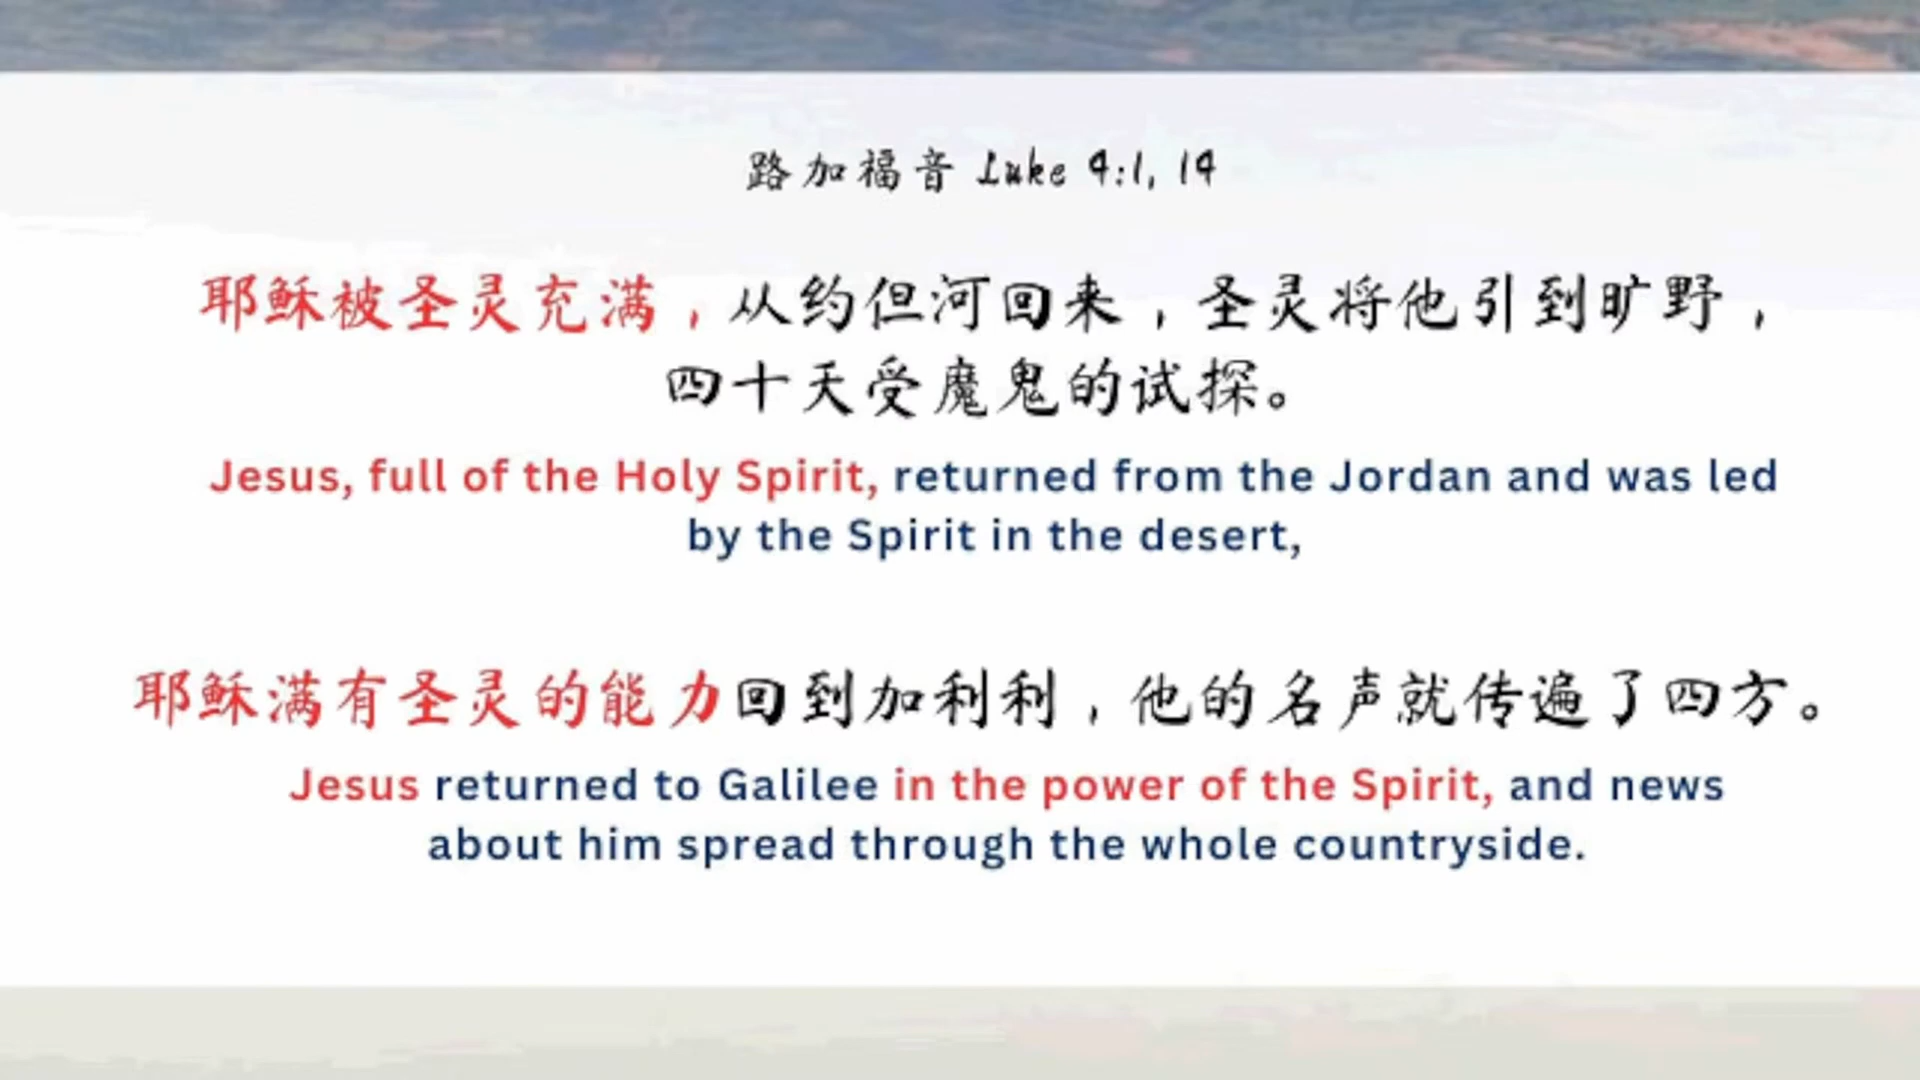 路加福音 Luke 4:1, 14
耶稣被圣灵充满，从约但河回来，圣灵将他引到旷野，
四十天受魔鬼的试探。
Jesus, full of the Holy Spirit, returned from the Jordan and was led
by the Spirit in the desert,
耶稣满有圣灵的能力回到加利利，他的名声就传遍了四方。
Jesus returned to Galilee in the power of the Spirit, and news
about him spread through the whole countryside.